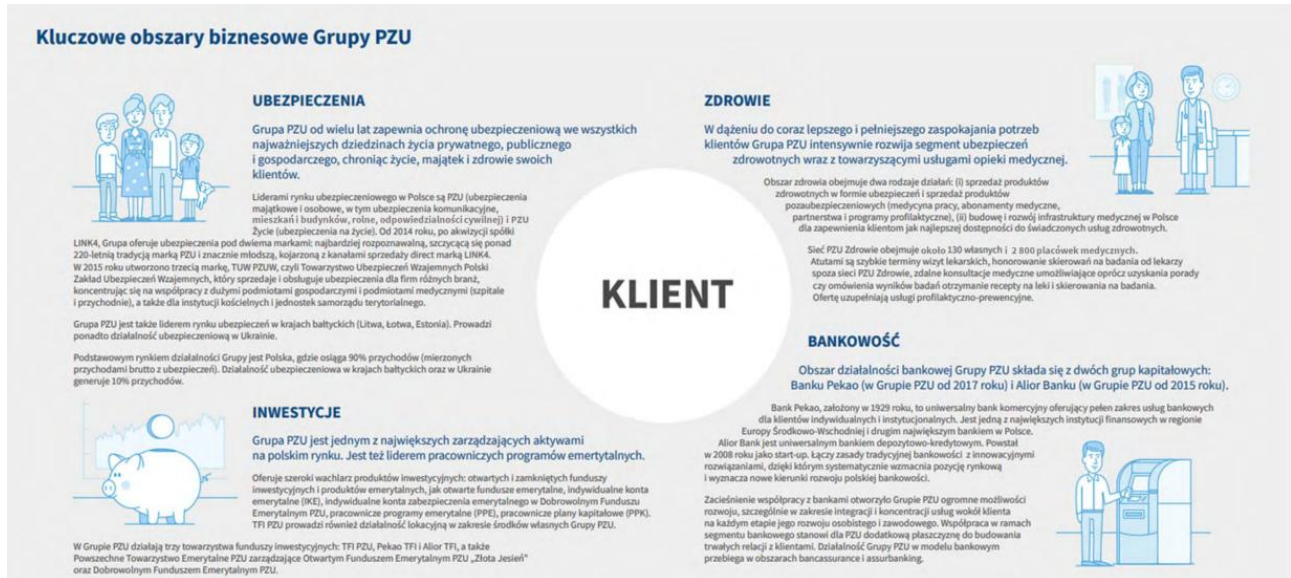 Kluczowe obszary biznesowe Grupy PZU
UBEZPIECZENIA
Grupa PZU od wielu lat zapewnia ochronę ubezpieczeniową we wszystkich
najważniejszych dziedzinach życia prywatnego, publicznego
i gospodarczego, chroniąc życie, majątek i zdrowie swoich
klientów.
Liderami rynku ubezpieczeniowego w Polsce są PZU (ubezpieczenia
majątkowe i osobowe, w tym ubezpieczenia komunikacyjne,
mieszkań i budynków, rolne, odpowiedzialności cywilnej) i PZU
Życie (ubezpieczenia na życie). Od 2014 roku, po akwizycji spółki
LINK4, Grupa oferuje ubezpieczenia pod dwiema markami: najbardziej rozpoznawalną, szczycącą się ponad
220-letnią tradycją marką PZU i znacznie młodszą, kojarzoną z kanałami sprzedaży direct marką LINK4.
W 2015 roku utworzono trzecią markę, TUW PZUW, czyli Towarzystwo Ubezpieczeń Wzajemnych Polski
Zakład Ubezpieczeń Wzajemnych, który sprzedaje i obsługuje ubezpieczenia dla firm różnych branż,
koncentrując się na współpracy z dużymi podmiotami gospodarczymi i podmiotami medycznymi (szpitale
i przychodnie), a także dla instytucji kościelnych i jednostek samorządu terytorialnego.
Grupa PZU jest także liderem rynku ubezpieczeń w krajach bałtyckich (Litwa, Łotwa, Estonia). Prowadzi
ponadto działalność ubezpieczeniową w Ukrainie.
Podstawowym rynkiem działalności Grupy jest Polska, gdzie osiąga 90% przychodów (mierzonych
przychodami brutto z ubezpieczeń). Działalność ubezpieczeniowa w krajach bałtyckich oraz w Ukrainie
generuje 10% przychodów.
INWESTYCJE
Grupa PZU jest jednym z największych zarządzających aktywami
na polskim rynku. Jest też liderem pracowniczych programów emertytalnych.
Oferuje szeroki wachlarz produktów inwestycyjnych: otwartych i zamkniętych funduszy
inwestycyjnych i produktów emerytalnych, jak otwarte fundusze emerytalne, indywidualne konta
emerytalne (IKE), indywidualne konta zabezpieczenia emerytalnego w Dobrowolnym Funduszu
Emerytalnym PZU, pracownicze programy emerytalne (PPE), pracownicze plany kapitałowe (PPK).
TFI PZU prowadzi również działalność lokacyjną w zakresie środków własnych Grupy PZU.
W Grupie PZU działają trzy towarzystwa funduszy inwestycyjnych: TFI PZU, Pekao TFI i Alior TFI, a także
Powszechne Towarzystwo Emerytalne PZU zarządzające Otwartym Funduszem Emerytalnym PZU „Złota Jesień"
oraz Dobrowolnym Funduszem Emerytalnym PZU.
KLIENT
ZDROWIE
W dążeniu do coraz lepszego i pełniejszego zaspokajania potrzeb
klientów Grupa PZU intensywnie rozwija segment ubezpieczeń
zdrowotnych wraz z towarzyszącymi usługami opieki medycznej.
Obszar zdrowia obejmuje dwa rodzaje działań: (i) sprzedaż produktów
zdrowotnych w formie ubezpieczeń i sprzedaż produktów
pozaubezpieczeniowych (medycyna pracy, abonamenty medyczne,
partnerstwa i programy profilaktyczne), (ii) budowę i rozwój infrastruktury medycznej w Polsce
dla zapewnienia klientom jak najlepszej dostępności do świadczonych usług zdrowotnych.
Sieć PZU Zdrowie obejmuje około 130 własnych i 2 800 placówek medycznych.
Atutami są szybkie terminy wizyt lekarskich, honorowanie skierowań na badania od lekarzy
spoza sieci PZU Zdrowie, zdalne konsultacje medyczne umożliwiające oprócz uzyskania porady
czy omówienia wyników badań otrzymanie recepty na leki i skierowania na badania.
Ofertę uzupełniają usługi profilaktyczno-prewencyjne.
BANKOWOŚĆ
Obszar działalności bankowej Grupy PZU składa się z dwóch grup kapitałowych:
Banku Pekao (w Grupie PZU od 2017 roku) i Alior Banku (w Grupie PZU od 2015 roku).
Bank Pekao, założony w 1929 roku, to uniwersalny bank komercyjny oferujący pełen zakres usług bankowych
dla klientów indywidualnych i instytucjonalnych. Jest jedną z największych instytucji finansowych w regionie
Europy Środkowo-Wschodniej i drugim największym bankiem w Polsce.
Alior Bank jest uniwersalnym bankiem depozytowo-kredytowym. Powstał
w 2008 roku jako start-up. Łączy zasady tradycyjnej bankowości z innowacyjnymi
rozwiązaniami, dzięki którym systematycznie wzmacnia pozycję rynkową
i wyznacza nowe kierunki rozwoju polskiej bankowości.
Zacieśnienie współpracy z bankami otworzyło Grupie PZU ogromne możliwości
rozwoju, szczególnie w zakresie integracji i koncentracji usług wokół klienta
na każdym etapie jego rozwoju osobistego i zawodowego. Współpraca w ramach
segmentu bankowego stanowi dla PZU dodatkową płaszczyznę do budowania
trwałych relacji z klientami. Działalność Grupy PZU w modelu bankowym
przebiega w obszarach bancassurance i assurbanking.